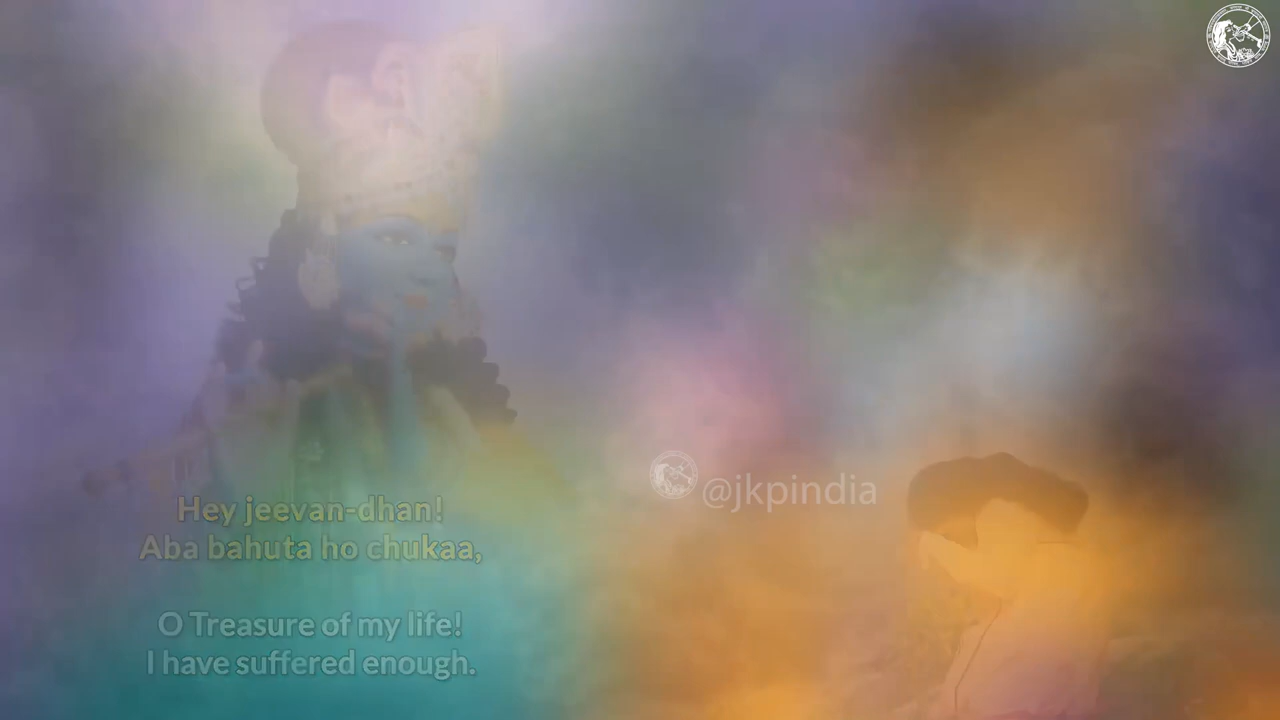 Hey jeevan-dhan!
Aba bahuta ho chukaa,
O Treasure of my life!
I have suffered enough.
@jkpindia